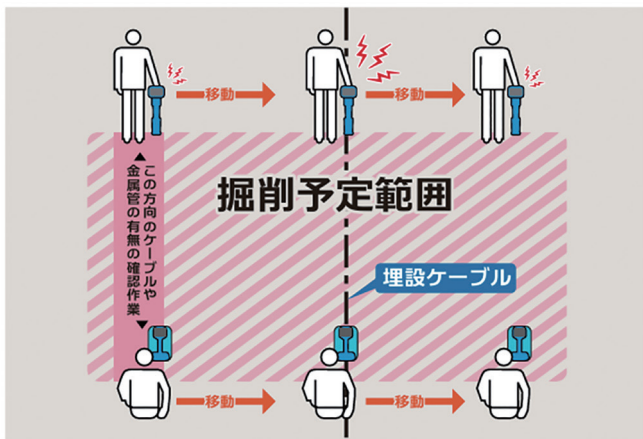 移動
移動
掘削予定範囲
この方向のケーブルや
金属管の有無の確認作業
埋設ケーブル
移動
移動